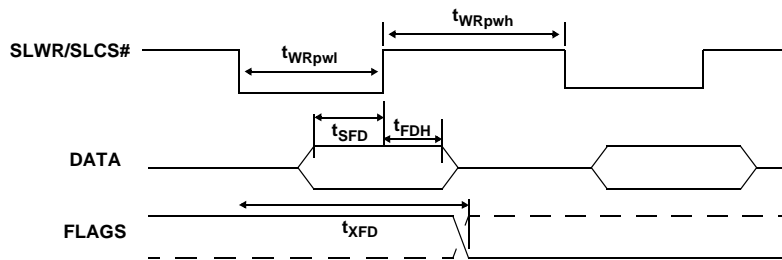 SLWR/SLCS#
tWRpwl
tWRpwh
DATA
tSFD
tFDH
FLAGS
tXFD